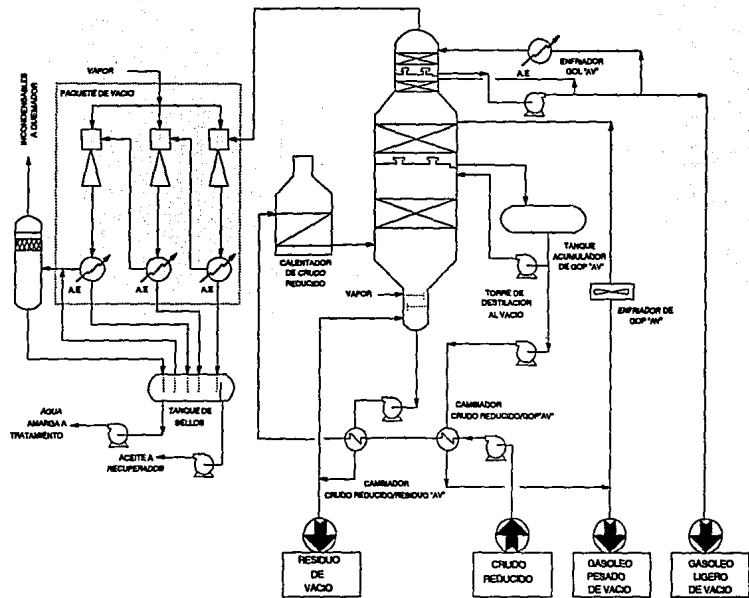 VAPOR
PAQUETE DE VACIO
INCONDENSABLES
A QUEMADOR
A.E
A.E
A.E
TANQUE DE
SELLOS
AGUA
AMARGA A
TRATAMIENTO
ACEITE A
RECUPERADOS
CALENTADOR
DE CRUDO
REDUCIDO
VAPOR
A.E
ENFRIADOR
GOL "AV"
TANQUE
ACUMULADOR
DE GOP "AV"
TORRE DE
DESTILACION
AL VACIO
ENFRIADOR DE
GOP "AV"
CAMBIADOR
CRUDO REDUCIDO/GOP"AV"
CAMBIADOR
CRUDO REDUCIDO/RESIDUO "AV"
RESIDUO
DE
VACIO
CRUDO
REDUCIDO
GASOLEO
PESADO
DE VACIO
GASOLEO
LIGERO
DE VACIO